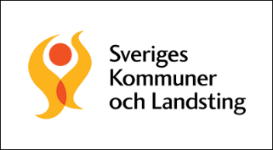 Sveriges
Kommuner
och Landsting